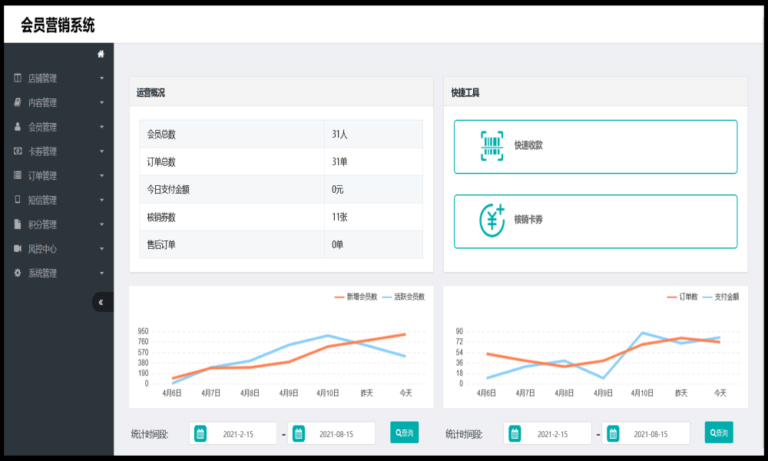 会员营销系统
店铺管理
内容管理
会员管理
卡券管理
订单管理
短信管理
积分管理
风控中心
系统管理
运营概况
会员总数 31人
订单总数 31单
今日支付金额 0元
核销券数 11张
售后订单 0单
快捷工具
快速收款
核销卡券
新增会员数 活跃会员数
950
760
570
380
190
0
4月6日 4月7日 4月8日 4月9日 4月10日 昨天 今天
订单数 支付金额
90
72
54
36
18
0
4月6日 4月7日 4月8日 4月9日 4月10日 昨天 今天
统计时间段: 2021-2-15 - 2021-08-15 查询
统计时间段: 2021-2-15 - 2021-08-15 查询